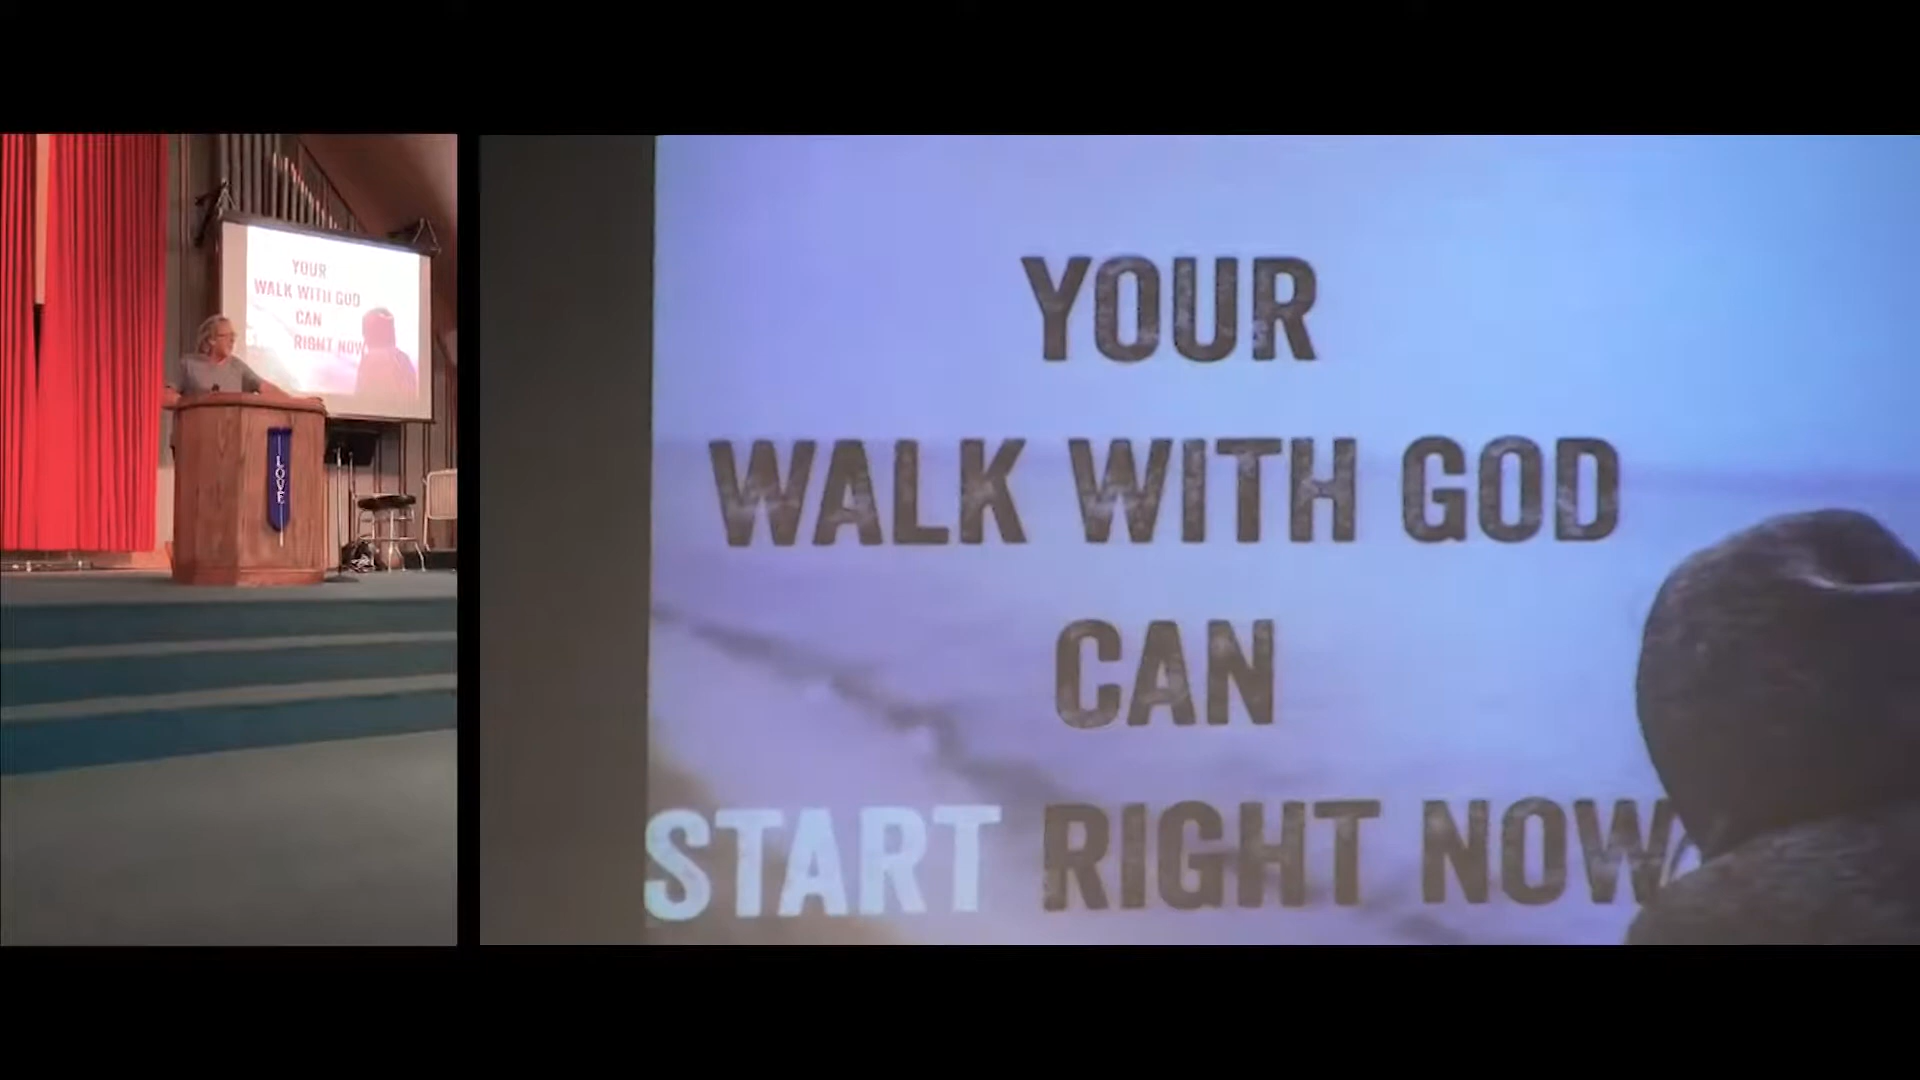 YOUR
WALK WITH GOD
CAN
RIGHT NOW
I LOVE
YOUR
WALK WITH GOD
CAN
START RIGHT NOW